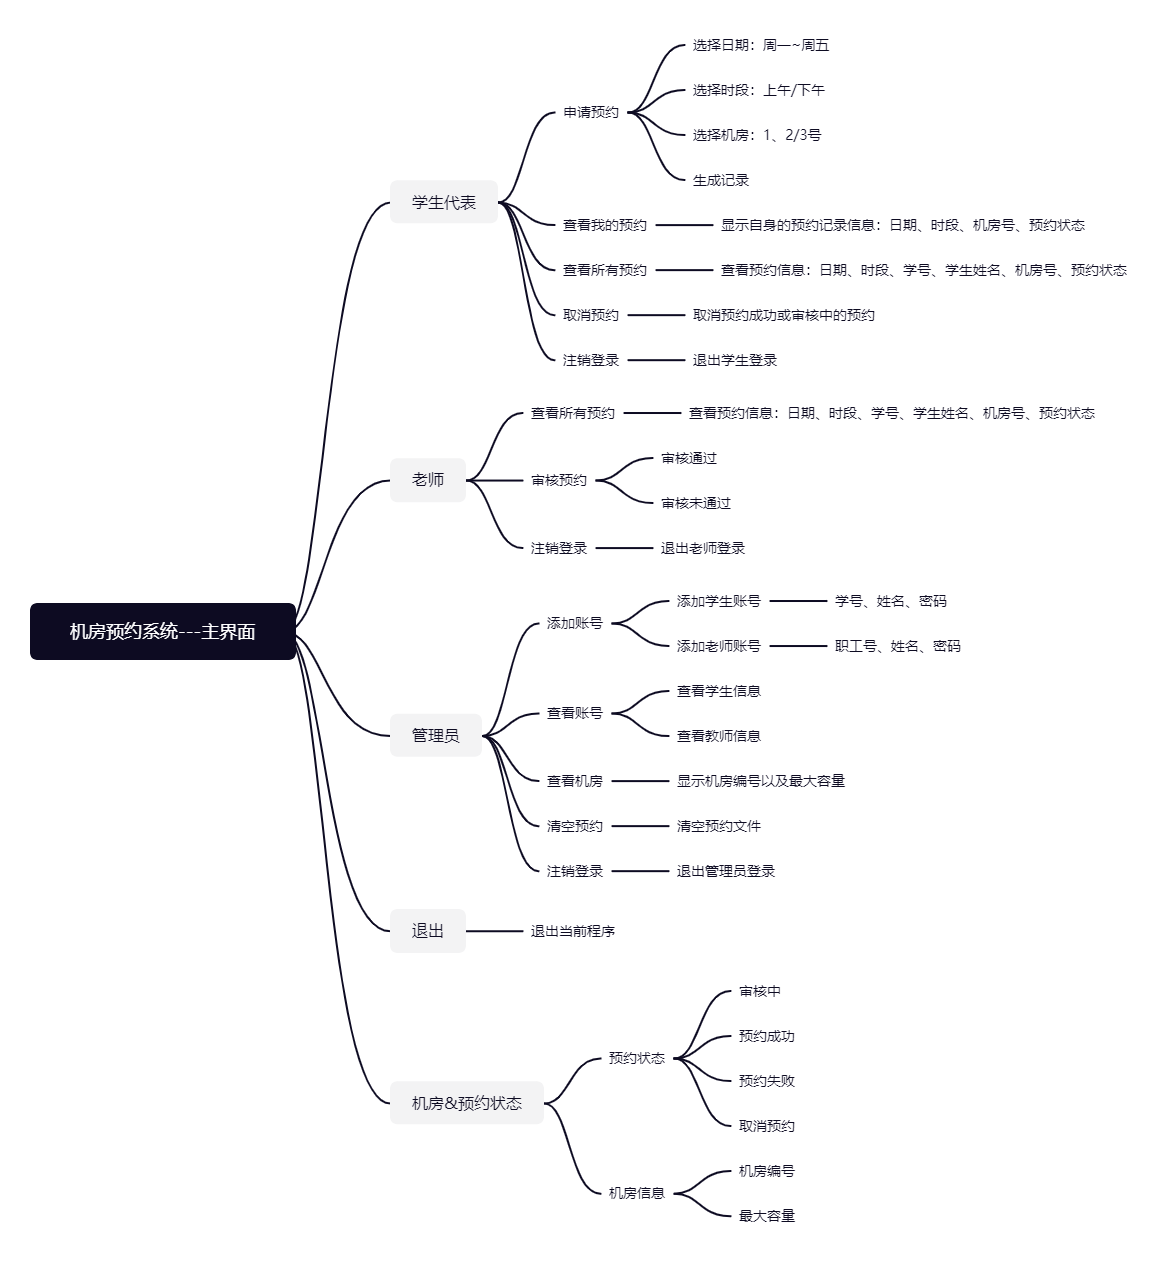 机房预约系统---主界面
学生代表
申请预约
选择日期：周一~周五
选择时段：上午/下午
选择机房：1、2/3号
生成记录
查看我的预约
显示自身的预约记录信息：日期、时段、机房号、预约状态
查看所有预约
查看预约信息：日期、时段、学号、学生姓名、机房号、预约状态
取消预约
取消预约成功或审核中的预约
注销登录
退出学生登录
老师
查看所有预约
查看预约信息：日期、时段、学号、学生姓名、机房号、预约状态
审核预约
审核通过
审核未通过
注销登录
退出老师登录
管理员
添加账号
添加学生账号
学号、姓名、密码
添加老师账号
职工号、姓名、密码
查看账号
查看学生信息
查看教师信息
查看机房
显示机房编号以及最大容量
清空预约
清空预约文件
注销登录
退出管理员登录
退出
退出当前程序
机房&预约状态
预约状态
审核中
预约成功
预约失败
取消预约
机房信息
机房编号
最大容量